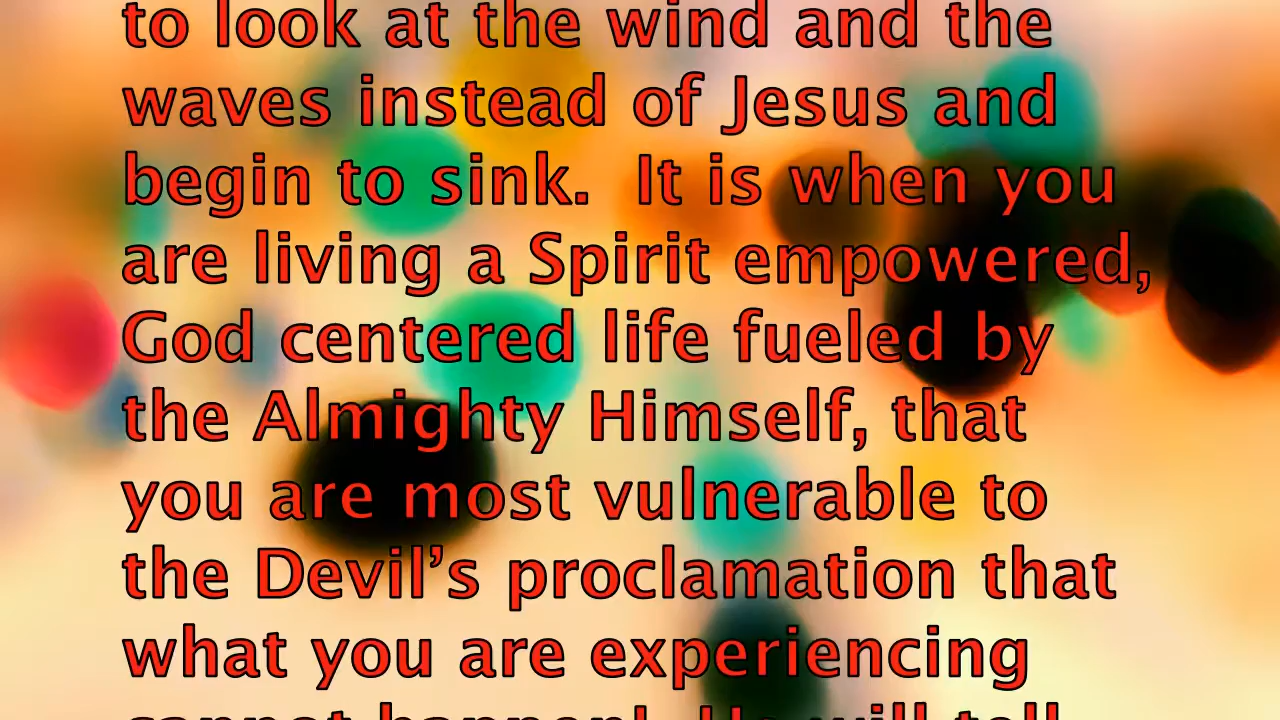 to look at the wind and the
waves instead of Jesus and
begin to sink.  It is when you
are living a Spirit empowered,
God centered life fueled by
the Almighty Himself, that
you are most vulnerable to
the Devil’s proclamation that
what you are experiencing
cannot happen!  He will tell